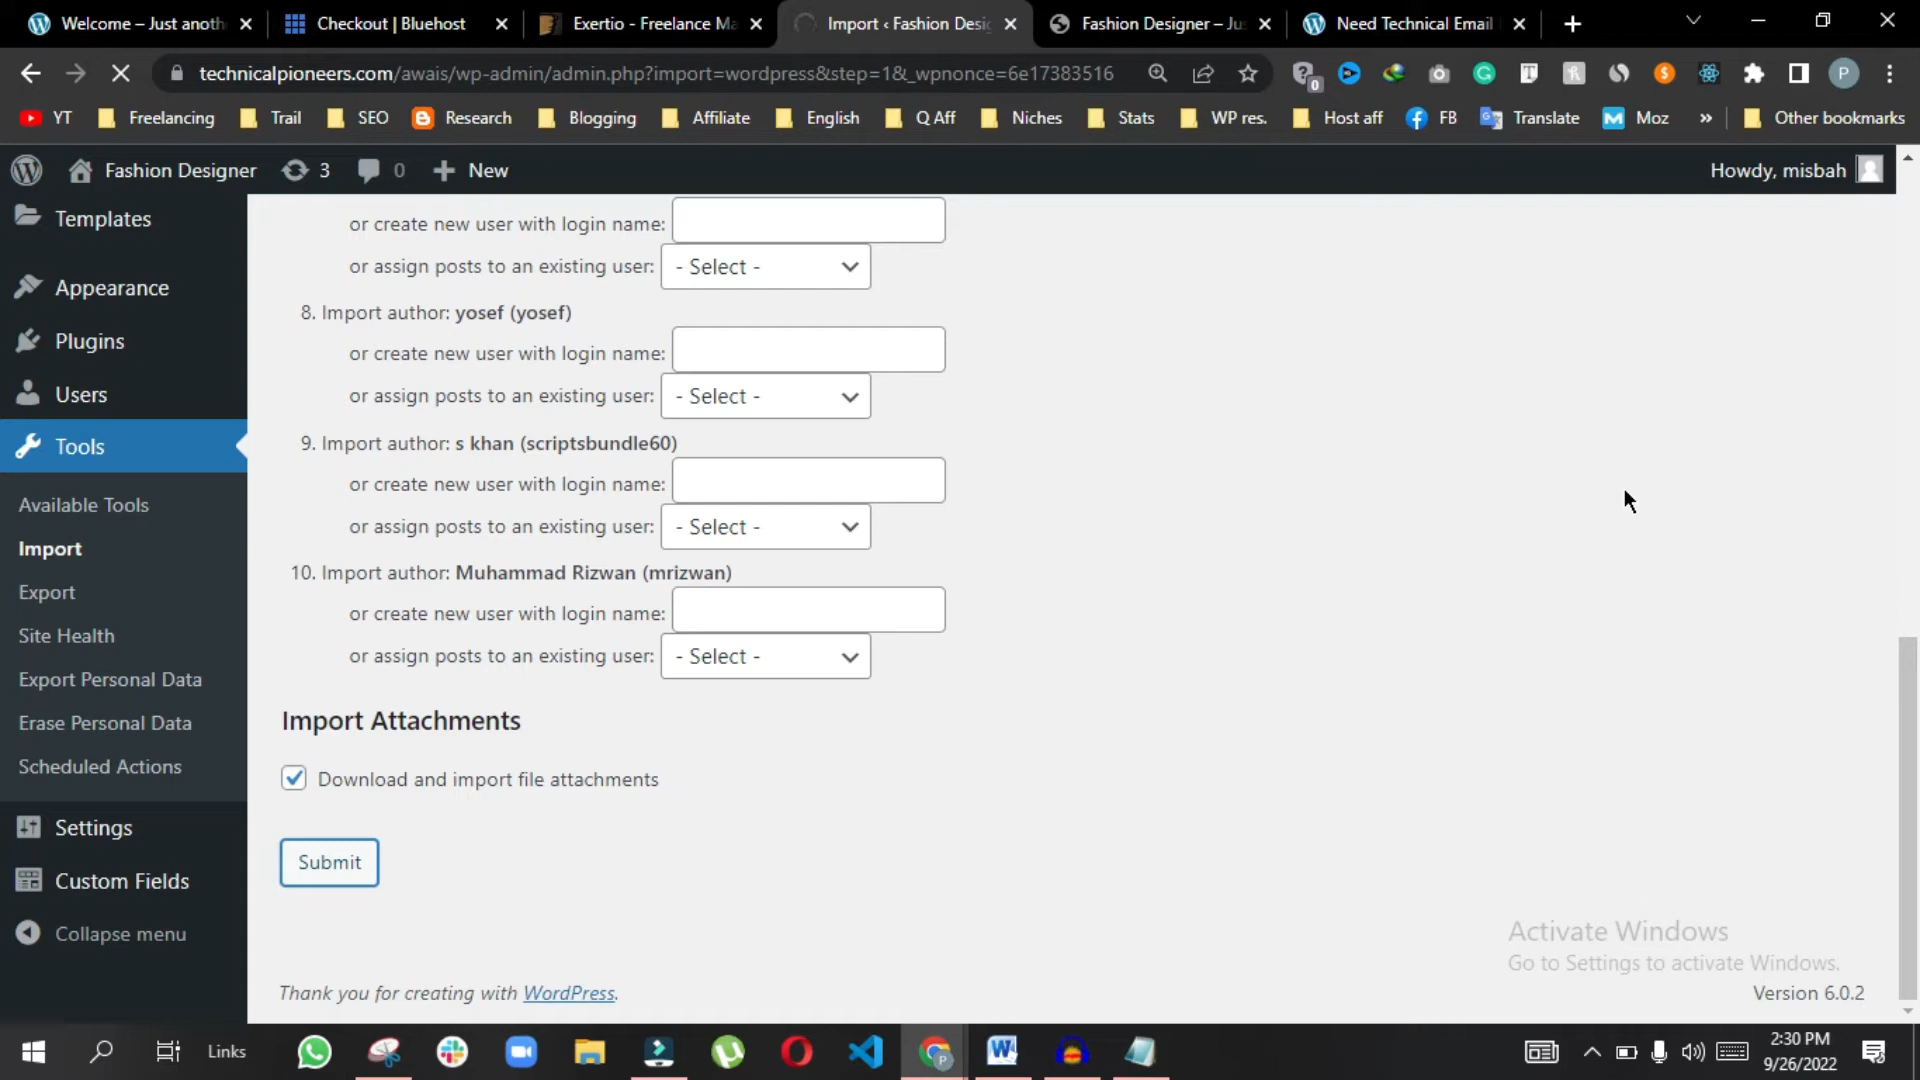 Welcome – Just anoth
Checkout | Bluehost
Exertio - Freelance Ma
Import ‹ Fashion Desig
Fashion Designer – Jus
Need Technical Email
technicalpioneers.com/awais/wp-admin/admin.php?import=wordpress&step=1&_wpnonce=6e17383516
0
P
YT
Freelancing
Trail
SEO
Research
Blogging
Affiliate
English
Q Aff
Niches
Stats
WP res.
Host aff
FB
Translate
Moz
»
Other bookmarks
Fashion Designer
3
0
New
Howdy, misbah
Templates
Appearance
Plugins
Users
Tools
Available Tools
Import
Export
Site Health
Export Personal Data
Erase Personal Data
Scheduled Actions
Settings
Custom Fields
Collapse menu
or create new user with login name:
or assign posts to an existing user: - Select -
8. Import author: yosef (yosef)
or create new user with login name:
or assign posts to an existing user: - Select -
9. Import author: s khan (scriptsbundle60)
or create new user with login name:
or assign posts to an existing user: - Select -
10. Import author: Muhammad Rizwan (mrizwan)
or create new user with login name:
or assign posts to an existing user: - Select -
Import Attachments
Download and import file attachments
Submit
Activate Windows
Go to Settings to activate Windows.
Thank you for creating with WordPress.
Version 6.0.2
Links
2:30 PM
9/26/2022